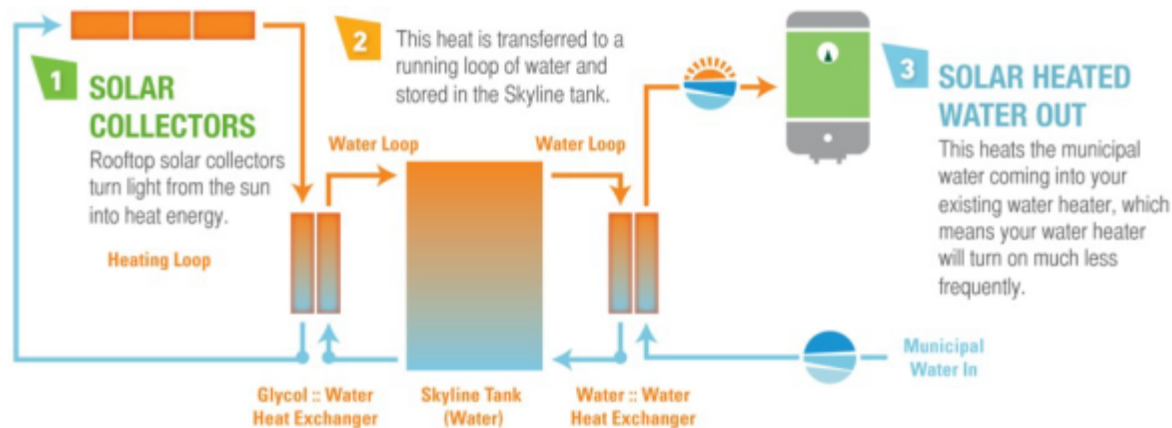 1
SOLAR
COLLECTORS
Rooftop solar collectors
turn light from the sun
into heat energy.
Heating Loop
2
This heat is transferred to a
running loop of water and
stored in the Skyline tank.
Water Loop
Water Loop
3
SOLAR HEATED
WATER OUT
This heats the municipal
water coming into your
existing water heater, which
means your water heater
will turn on much less
frequently.
Municipal
Water In
Glycol :: Water
Heat Exchanger
Skyline Tank
(Water)
Water :: Water
Heat Exchanger